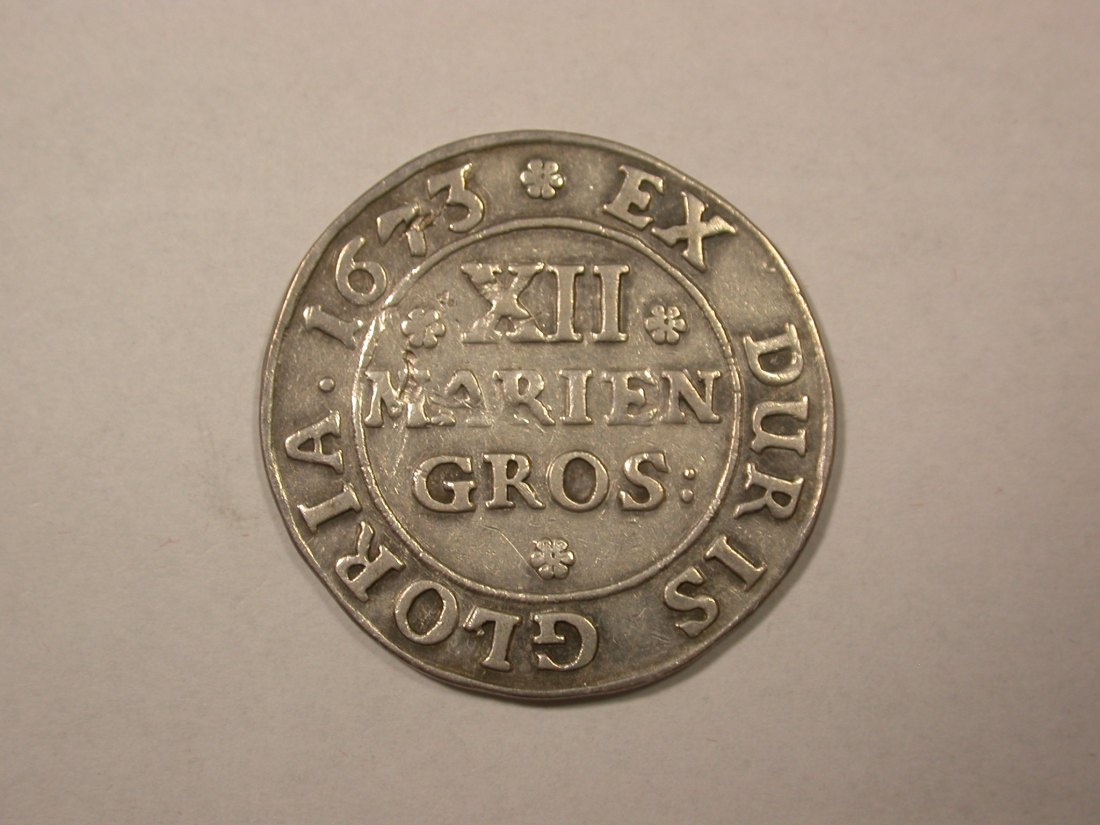 EX DURIS GLORIA. 1673
XII
MARIEN
GROS: